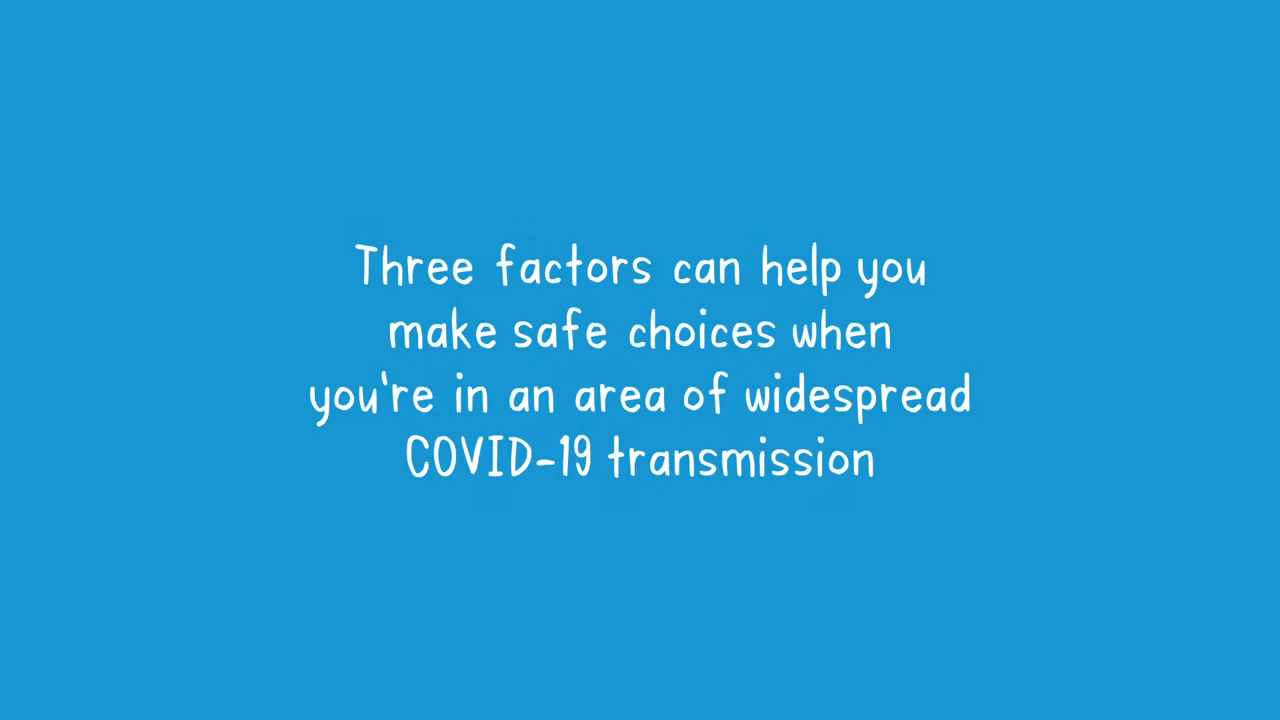 Three factors can help you
make safe choices when
you're in an area of widespread
COVID-19 transmission